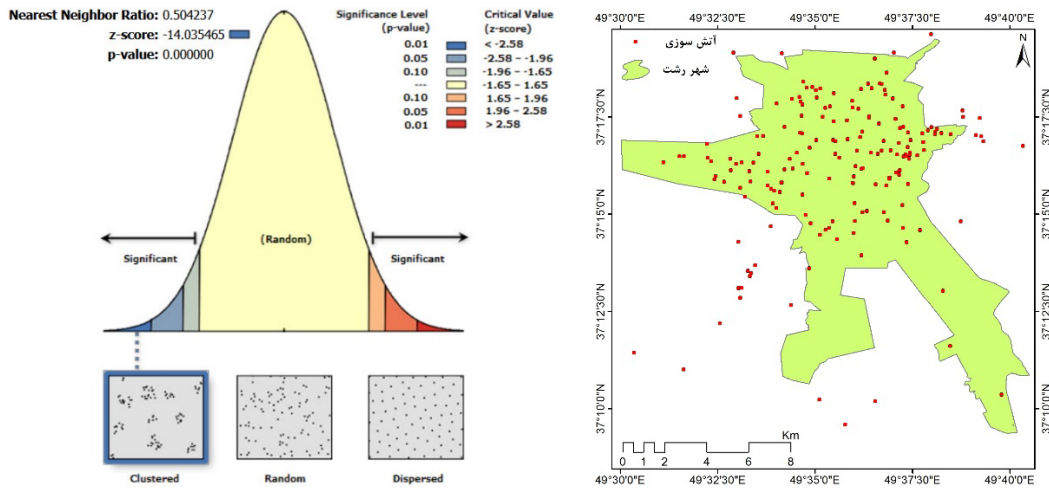 Nearest Neighbor Ratio: 0.504237
z-score: -14.035465
p-value: 0.000000
Significance Level
(p-value)
Critical Value
(z-score)
0.01 < -2.58
0.05 -2.58 – -1.96
0.10 -1.96 – -1.65
--- -1.65 - 1.65
0.10 1.65 – 1.96
0.05 1.96 – 2.58
0.01 > 2.58
(Random)
Significant
Significant
Clustered
Random
Dispersed
49°30'0"E 49°32'30"E 49°35'0"E 49°37'30"E 49°40'0"E
آتش سوزی
شهر رشت
N
37°17'30"N
37°15'0"N
37°12'30"N
37°10'0"N
37°17'30"N
37°15'0"N
37°12'30"N
37°10'0"N
Km
0 1 2 4 6 8
49°30'0"E 49°32'30"E 49°35'0"E 49°37'30"E 49°40'0"E